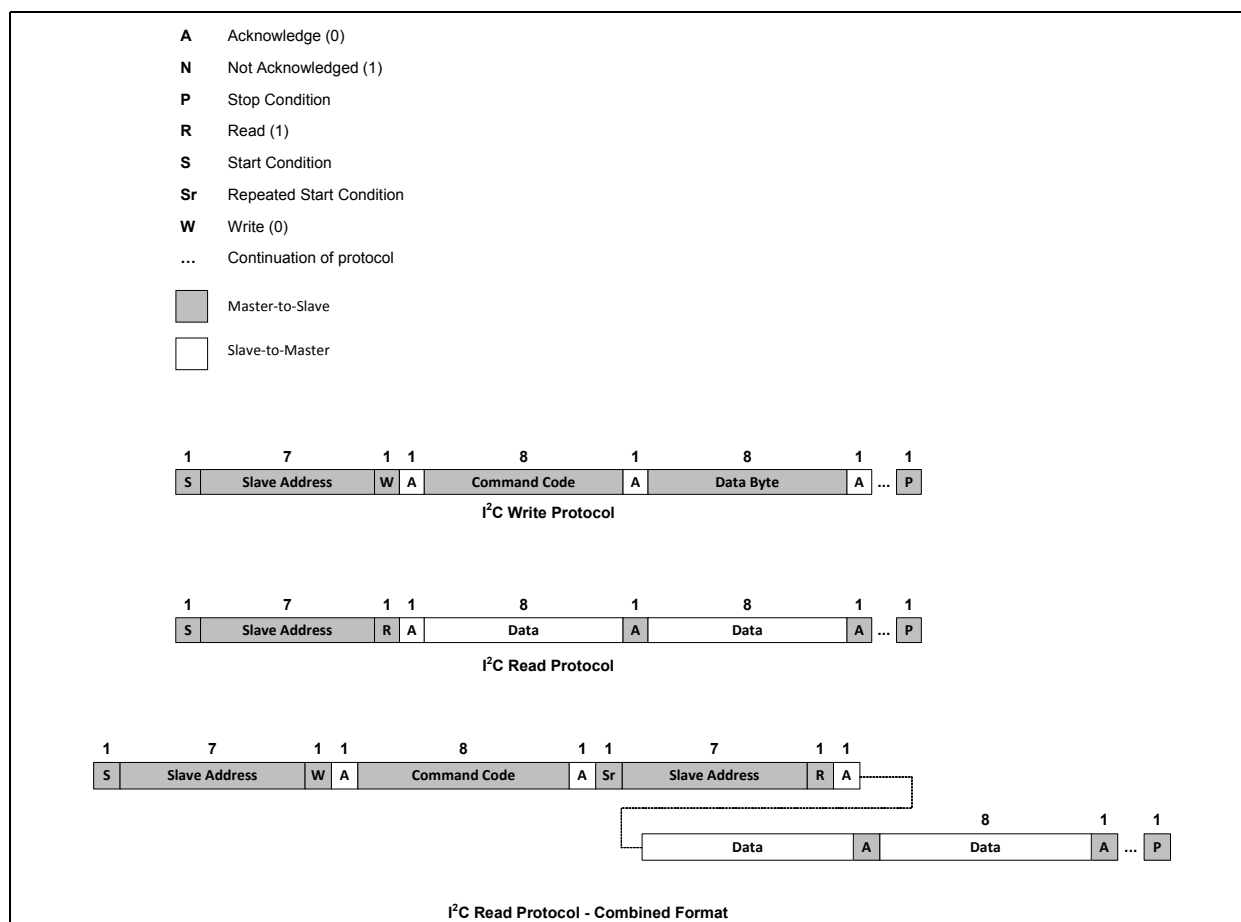 A Acknowledge (0)
N Not Acknowledged (1)
P Stop Condition
R Read (1)
S Start Condition
Sr Repeated Start Condition
W Write (0)
... Continuation of protocol
Master-to-Slave
Slave-to-Master
1 7 1 1 8 1 8 1 1
S Slave Address W A Command Code A Data Byte A ... P
I²C Write Protocol
1 7 1 1 8 1 8 1 1
S Slave Address R A Data A Data A ... P
I²C Read Protocol
1 7 1 1 8 1 1 7 1 1
S Slave Address W A Command Code A Sr Slave Address R A
8 1 1
Data A Data A ... P
I²C Read Protocol - Combined Format